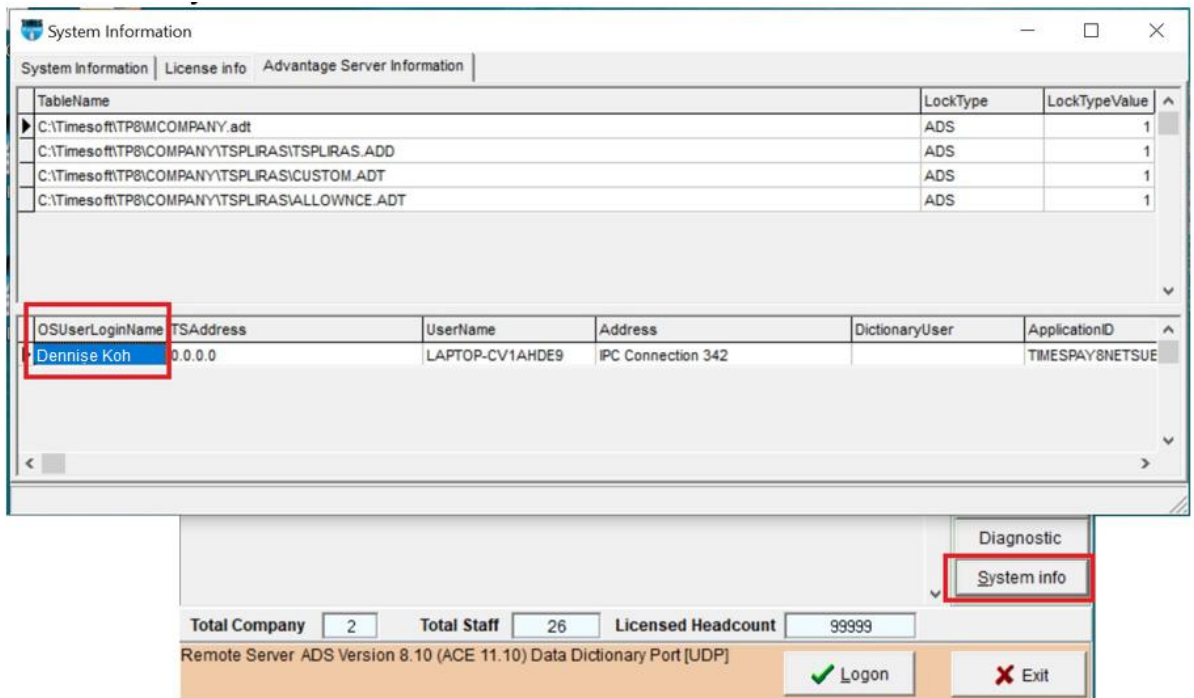 System Information
System Information License info Advantage Server Information
TableName LockType LockTypeValue
C:\Timesoft\TP8\MCOMPANY.adt ADS 1
C:\Timesoft\TP8\COMPANY\TSPLIRAS\TSPLIRAS.ADD ADS 1
C:\Timesoft\TP8\COMPANY\TSPLIRAS\CUSTOM.ADT ADS 1
C:\Timesoft\TP8\COMPANY\TSPLIRAS\ALLOWNCE.ADT ADS 1
OSUserLoginName TSAddress UserName Address DictionaryUser ApplicationID
Dennise Koh 0.0.0.0 LAPTOP-CV1AHDE9 IPC Connection 342 TIMESPAY8NETSUE
Diagnostic
System info
Total Company 2 Total Staff 26 Licensed Headcount 99999
Remote Server ADS Version 8.10 (ACE 11.10) Data Dictionary Port [UDP]
Logon Exit